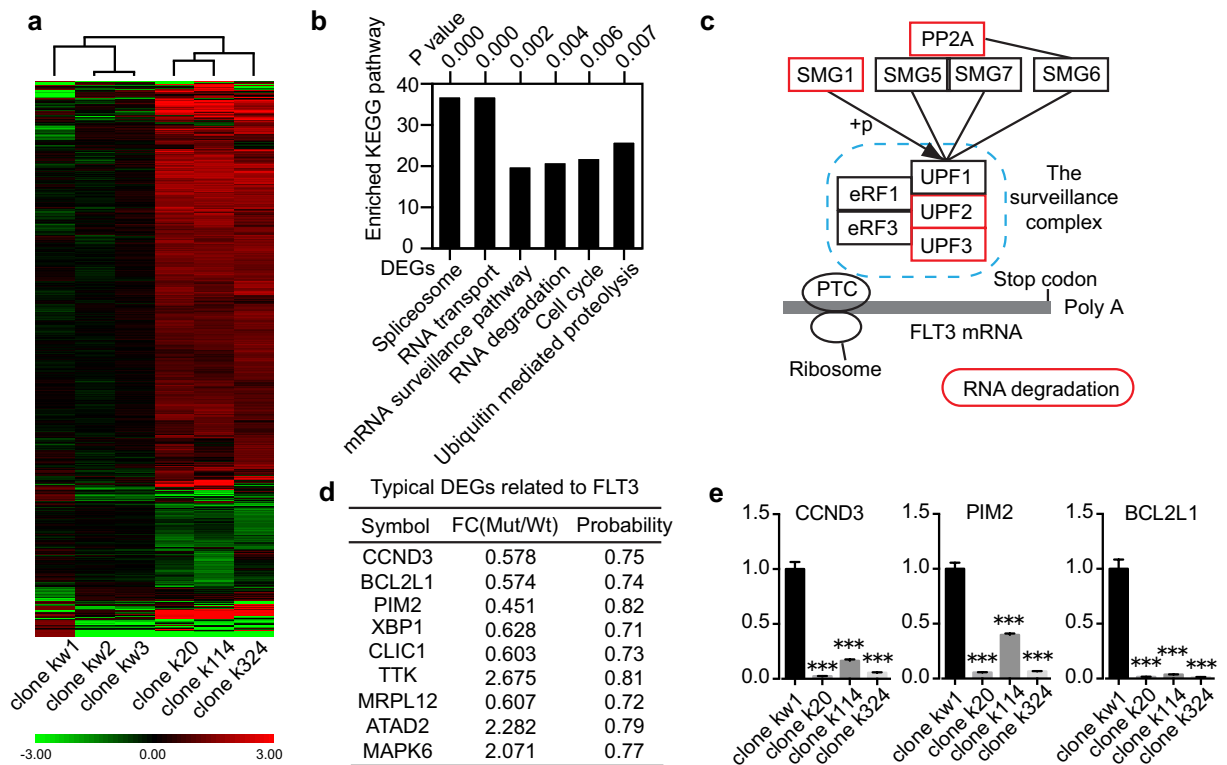 a
clone kw1
clone kw2
clone kw3
clone k20
clone k114
clone k324
-3.00
0.00
3.00
b
P value
0.000
0.000
0.002
0.004
0.006
0.007
Enriched KEGG pathway
40
30
20
10
0
DEGs
Spliceosome
RNA transport
mRNA surveillance pathway
RNA degradation
Cell cycle
Ubiquitin mediated proteolysis
c
PP2A
SMG1
SMG5
SMG7
SMG6
+p
UPF1
eRF1
UPF2
eRF3
UPF3
The
surveillance
complex
PTC
Stop codon
Poly A
FLT3 mRNA
Ribosome
RNA degradation
d
Typical DEGs related to FLT3
Symbol FC(Mut/Wt) Probability
CCND3 0.578 0.75
BCL2L1 0.574 0.74
PIM2 0.451 0.82
XBP1 0.628 0.71
CLIC1 0.603 0.73
TTK 2.675 0.81
MRPL12 0.607 0.72
ATAD2 2.282 0.79
MAPK6 2.071 0.77
e
CCND3
1.5
1.0
0.5
0.0
***
***
***
clone kw1
clone k20
clone k114
clone k324
PIM2
1.5
1.0
0.5
0.0
***
***
***
clone kw1
clone k20
clone k114
clone k324
BCL2L1
1.5
1.0
0.5
0.0
***
***
***
clone kw1
clone k20
clone k114
clone k324